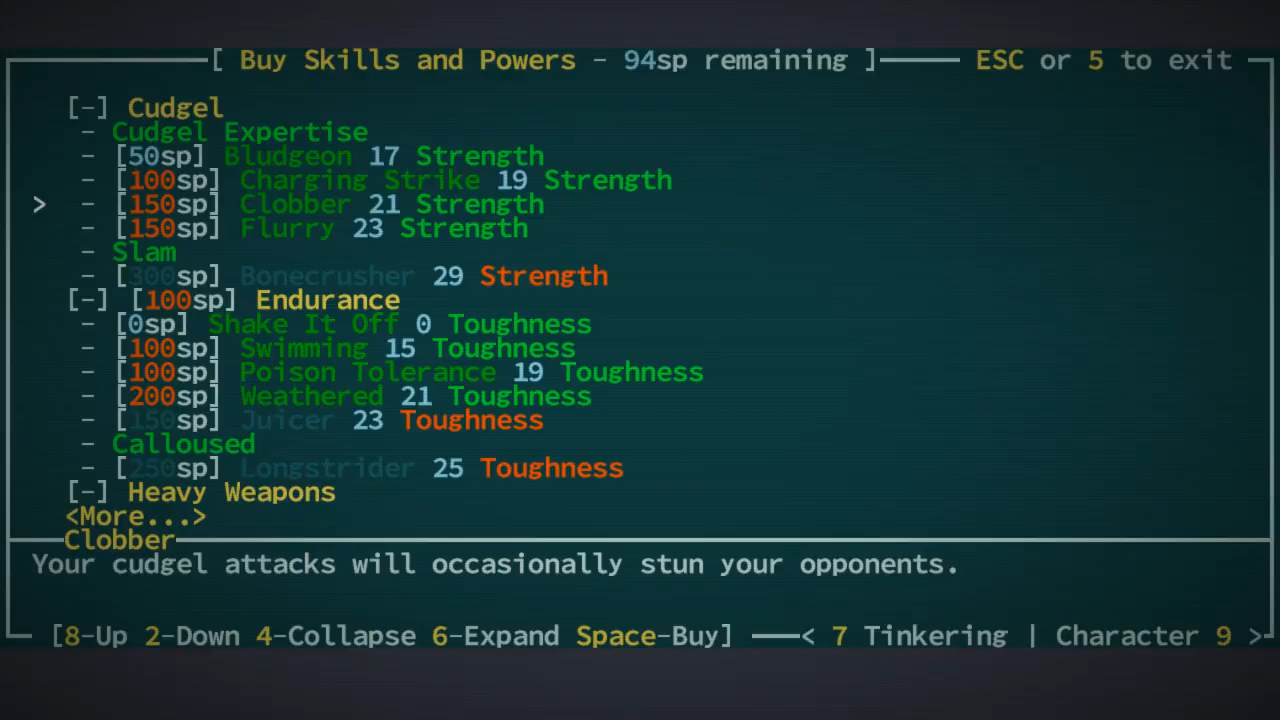 [ Buy Skills and Powers - 94sp remaining ] ESC or 5 to exit
[-] Cudgel
- Cudgel Expertise
- [50sp] Bludgeon 17 Strength
- [100sp] Charging Strike 19 Strength
> - [150sp] Clobber 21 Strength
- [150sp] Flurry 23 Strength
- Slam
- [300sp] Bonecrusher 29 Strength
[-] [100sp] Endurance
- [0sp] Shake It Off 0 Toughness
- [100sp] Swimming 15 Toughness
- [100sp] Poison Tolerance 19 Toughness
- [200sp] Weathered 21 Toughness
- [150sp] Juicer 23 Toughness
- Calloused
- [250sp] Longstrider 25 Toughness
[-] Heavy Weapons
<More...>
Clobber
Your cudgel attacks will occasionally stun your opponents.
[8-Up 2-Down 4-Collapse 6-Expand Space-Buy] < 7 Tinkering | Character 9 >